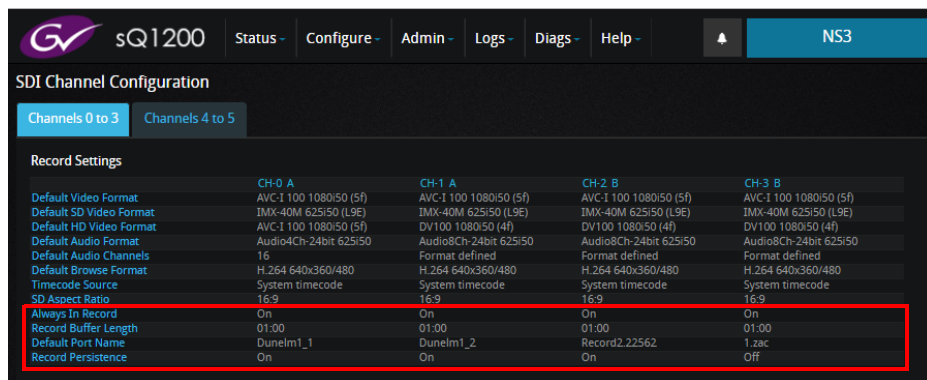 GV sQ1200 Status Configure Admin Logs Diags Help NS3
SDI Channel Configuration
Channels 0 to 3 Channels 4 to 5
Record Settings
CH-0 A CH-1 A CH-2 B CH-3 B
Default Video Format AVC-I 100 1080i50 (5f) AVC-I 100 1080i50 (5f) AVC-I 100 1080i50 (5f) AVC-I 100 1080i50 (5f)
Default SD Video Format IMX-40M 625i50 (L9E) IMX-40M 625i50 (L9E) IMX-40M 625i50 (L9E) IMX-40M 625i50 (L9E)
Default HD Video Format AVC-I 100 1080i50 (5f) DV100 1080i50 (4f) DV100 1080i50 (4f) DV100 1080i50 (4f)
Default Audio Format Audio4Ch-24bit 625i50 Audio8Ch-24bit 625i50 Audio8Ch-24bit 625i50 Audio8Ch-24bit 625i50
Default Audio Channels 16 Format defined Format defined Format defined
Default Browse Format H.264 640x360/480 H.264 640x360/480 H.264 640x360/480 H.264 640x360/480
Timecode Source System timecode System timecode System timecode System timecode
SD Aspect Ratio 16:9 16:9 16:9 16:9
Always In Record On On On On
Record Buffer Length 01:00 01:00 01:00 01:00
Default Port Name Dunelm1_1 Dunelm1_2 Record2.22562 1.zac
Record Persistence On On On Off